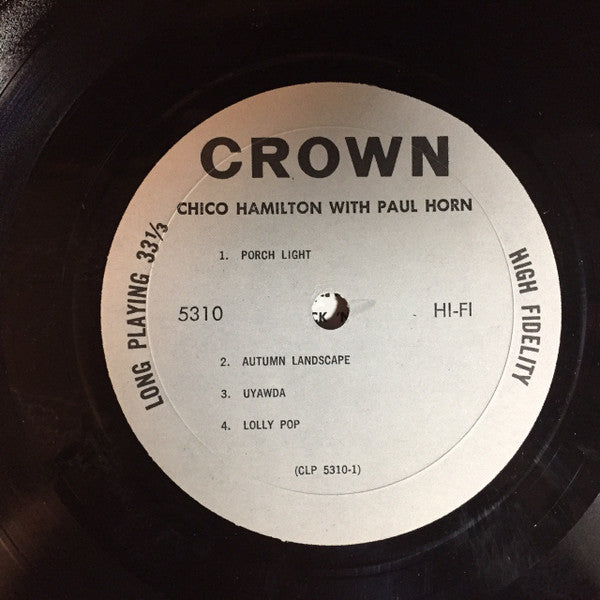 CROWN
CHICO HAMILTON WITH PAUL HORN
1. PORCH LIGHT
5310
HI-FI
2. AUTUMN LANDSCAPE
3. UYAWDA
4. LOLLY POP
(CLP 5310-1)
LONG PLAYING 33⅓
HIGH FIDELITY